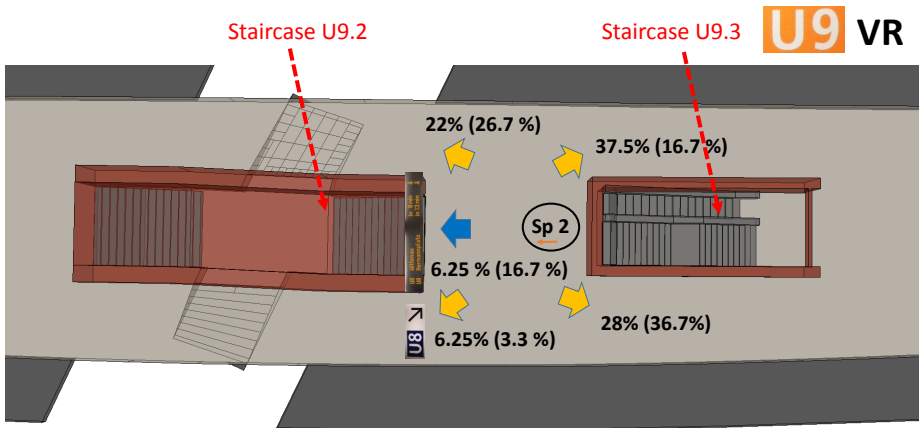 Staircase U9.2
Staircase U9.3
U9 VR
22% (26.7 %)
37.5% (16.7 %)
Sp 2
6.25 % (16.7 %)
28% (36.7%)
6.25% (3.3 %)
U8